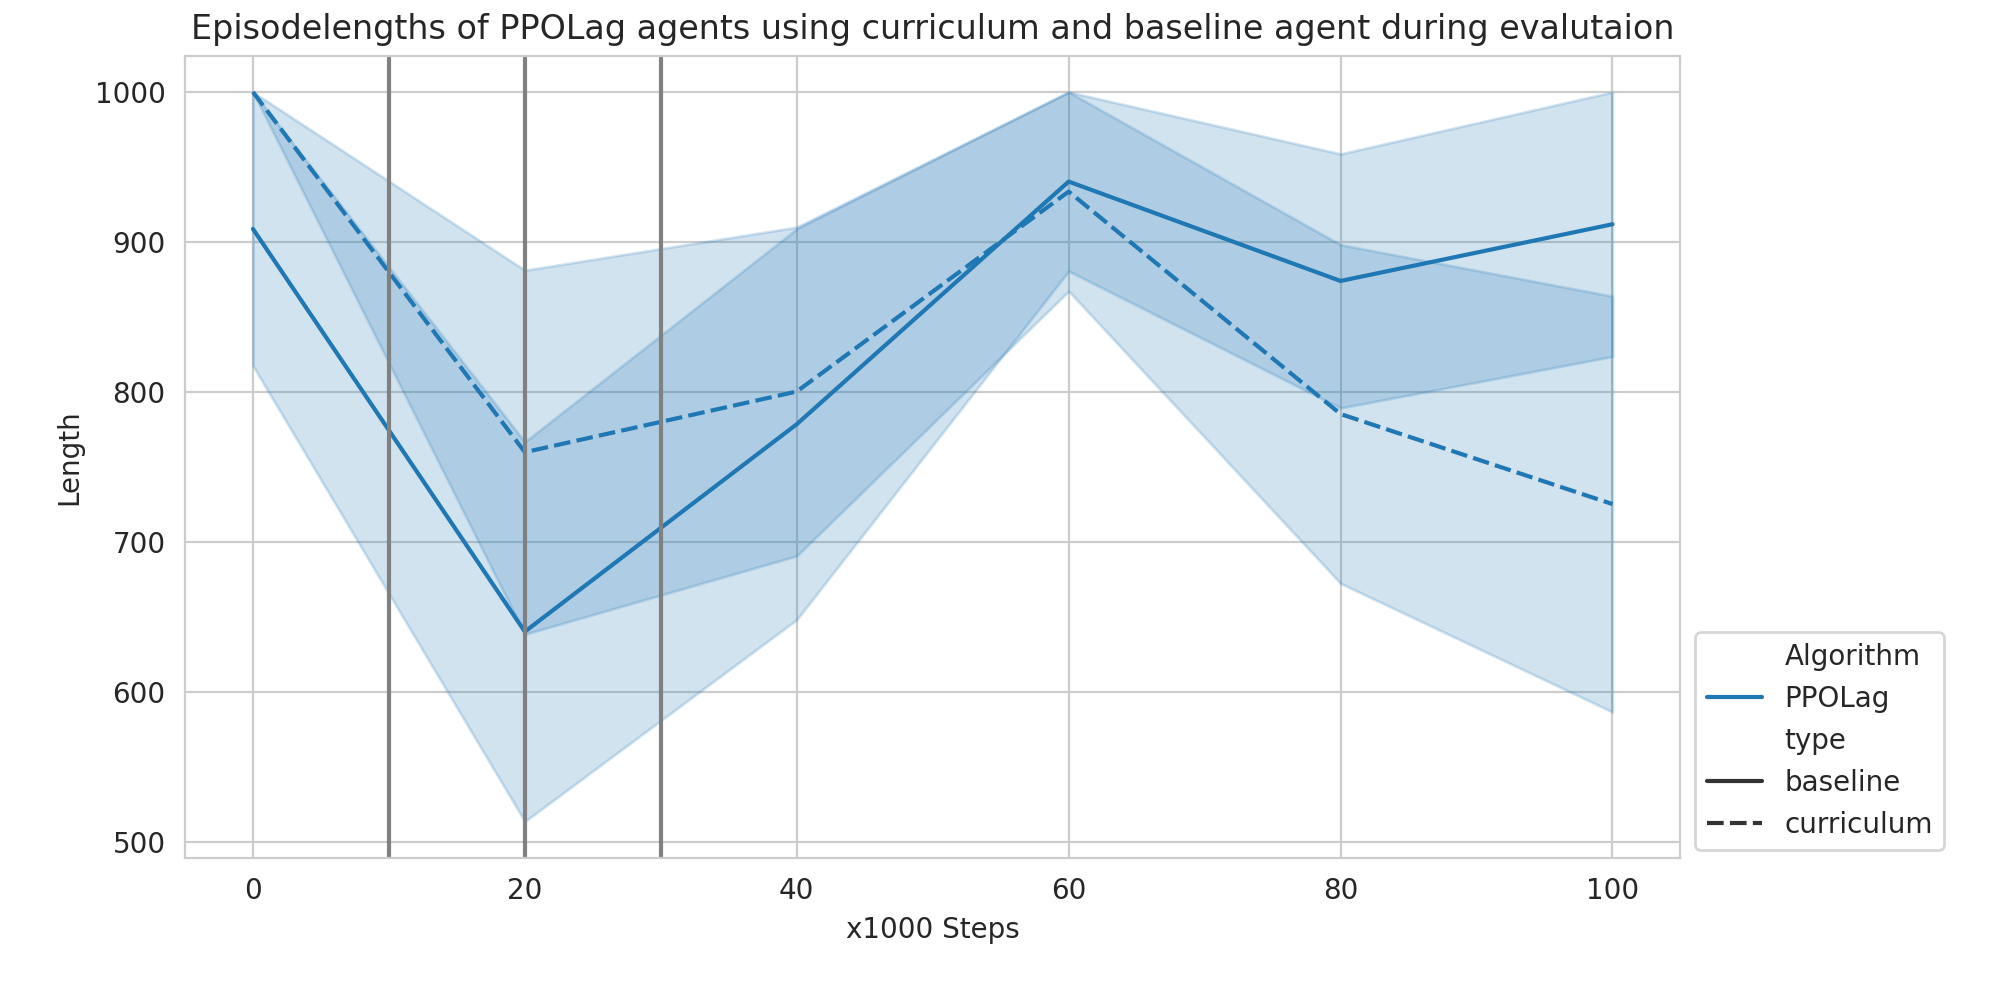 Episodelengths of PPOLag agents using curriculum and baseline agent during evalutaion
1000
900
800
700
600
500
Length
0 20 40 60 80 100
x1000 Steps
Algorithm
PPOLag
type
baseline
curriculum